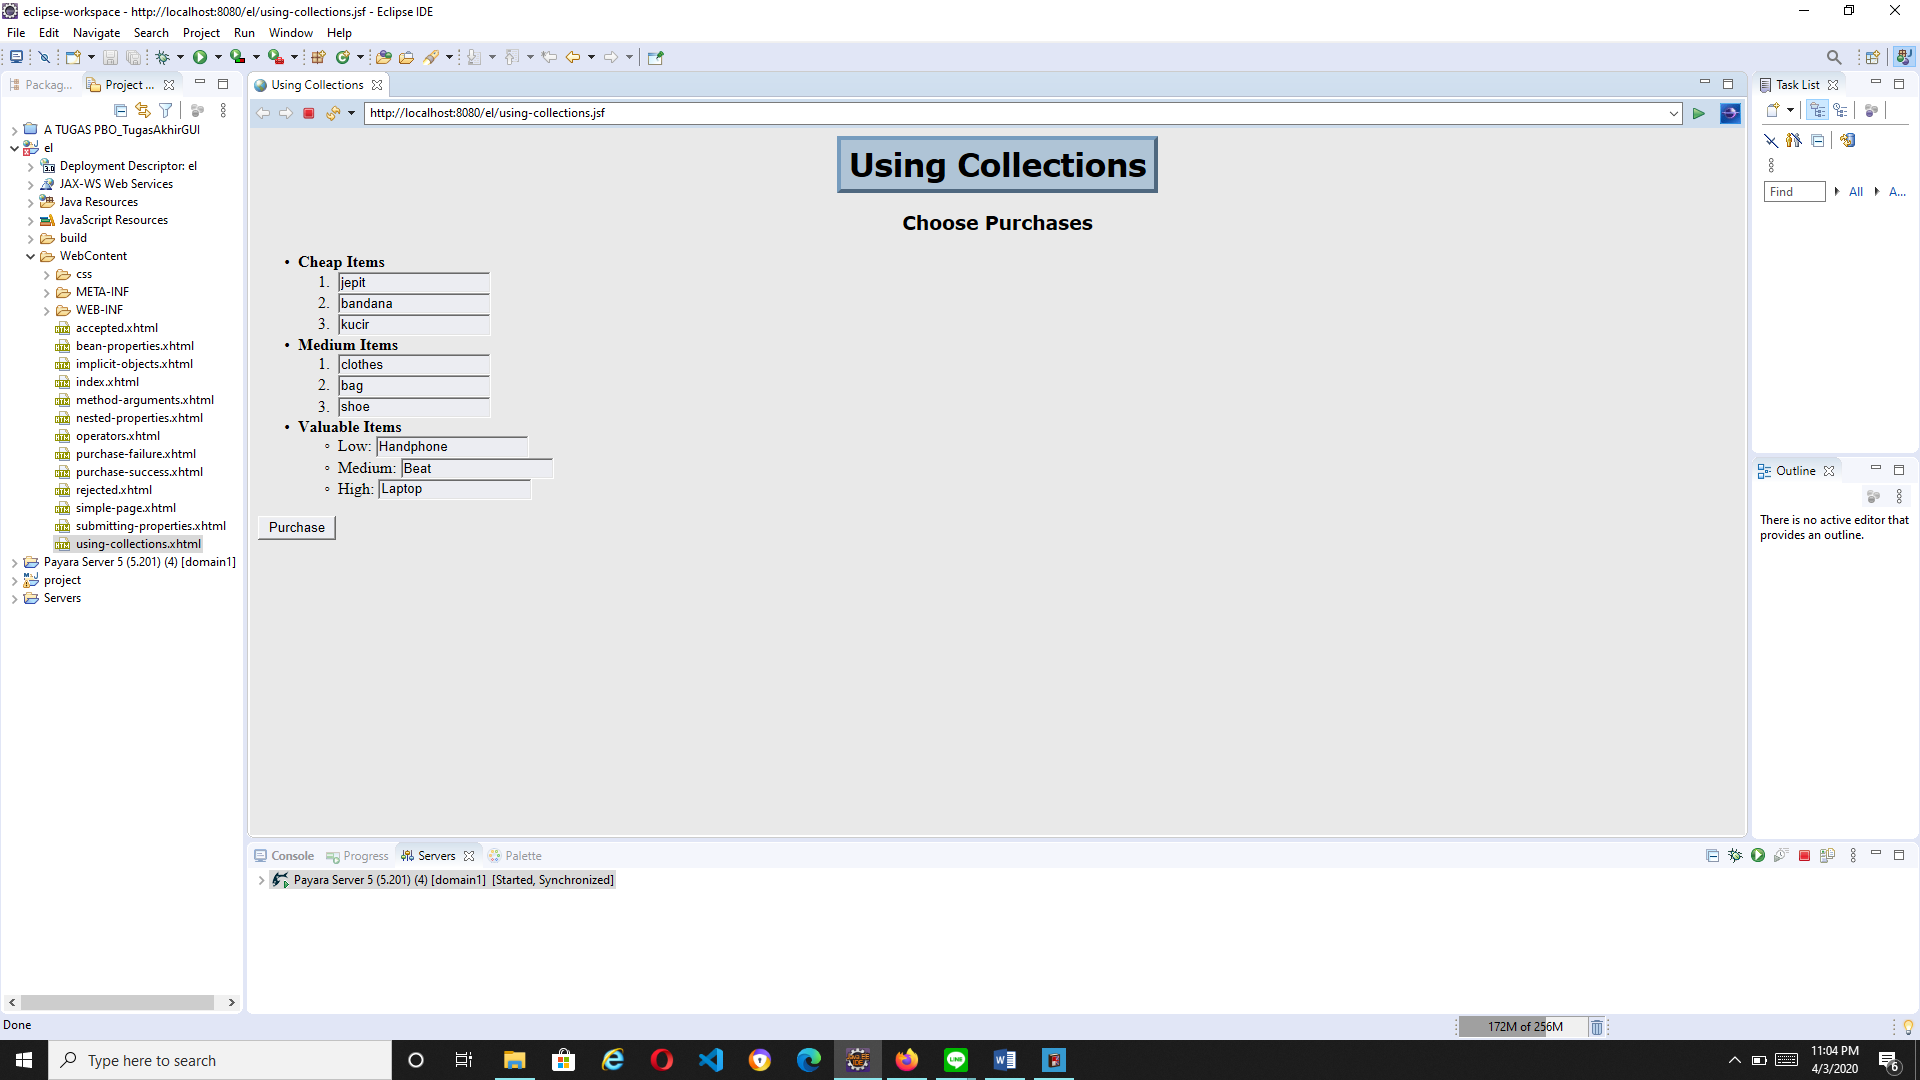 eclipse-workspace - http://localhost:8080/el/using-collections.jsf - Eclipse IDE
File Edit Navigate Search Project Run Window Help
Packag... Project ...
A TUGAS PBO_TugasAkhirGUI
el
Deployment Descriptor: el
JAX-WS Web Services
Java Resources
JavaScript Resources
build
WebContent
css
META-INF
WEB-INF
accepted.xhtml
bean-properties.xhtml
implicit-objects.xhtml
index.xhtml
method-arguments.xhtml
nested-properties.xhtml
operators.xhtml
purchase-failure.xhtml
purchase-success.xhtml
rejected.xhtml
simple-page.xhtml
submitting-properties.xhtml
using-collections.xhtml
Payara Server 5 (5.201) (4) [domain1]
project
Servers
Using Collections
http://localhost:8080/el/using-collections.jsf
Using Collections
Choose Purchases
• Cheap Items
1. jepit
2. bandana
3. kucir
• Medium Items
1. clothes
2. bag
3. shoe
• Valuable Items
◦ Low: Handphone
◦ Medium: Beat
◦ High: Laptop
Purchase
Task List
Find All A...
Outline
There is no active editor that
provides an outline.
Console Progress Servers Palette
Payara Server 5 (5.201) (4) [domain1] [Started, Synchronized]
Done
172M of 256M
Type here to search
11:04 PM
4/3/2020
6